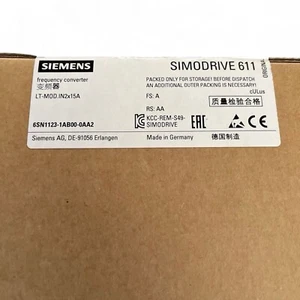 SIEMENS
SIMODRIVE 611
frequency converter
变频器
LT-MOD.IN2x15A
PACKED ONLY FOR STORAGE! BEFORE DISPATCH
AN ADDITIONAL OUTER PACKING IS NECESSARY!
cULus
FS: A
质量检验合格
RS: AA
6SN1123-1AB00-0AA2
KCC-REM-S49-
SIMODRIVE
EAC
Siemens AG, DE-91056 Erlangen
Made in Germany
德国制造